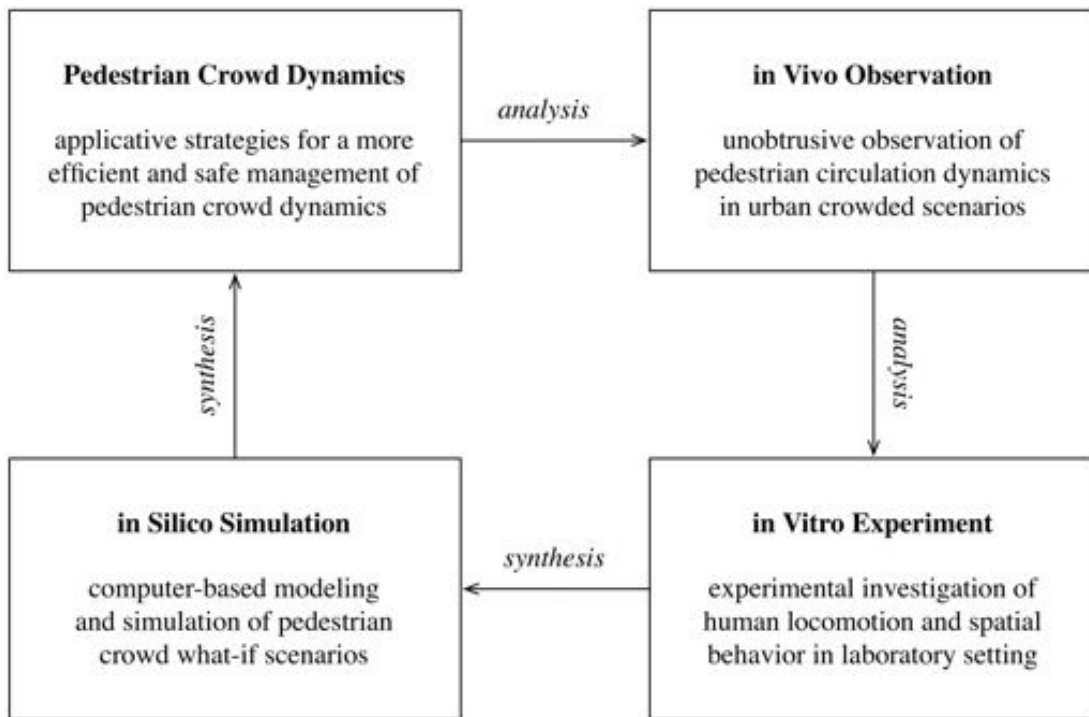 Pedestrian Crowd Dynamics
applicative strategies for a more
efficient and safe management of
pedestrian crowd dynamics
analysis
in Vivo Observation
unobtrusive observation of
pedestrian circulation dynamics
in urban crowded scenarios
synthesis
analysis
in Silico Simulation
computer-based modeling
and simulation of pedestrian
crowd what-if scenarios
synthesis
in Vitro Experiment
experimental investigation of
human locomotion and spatial
behavior in laboratory setting